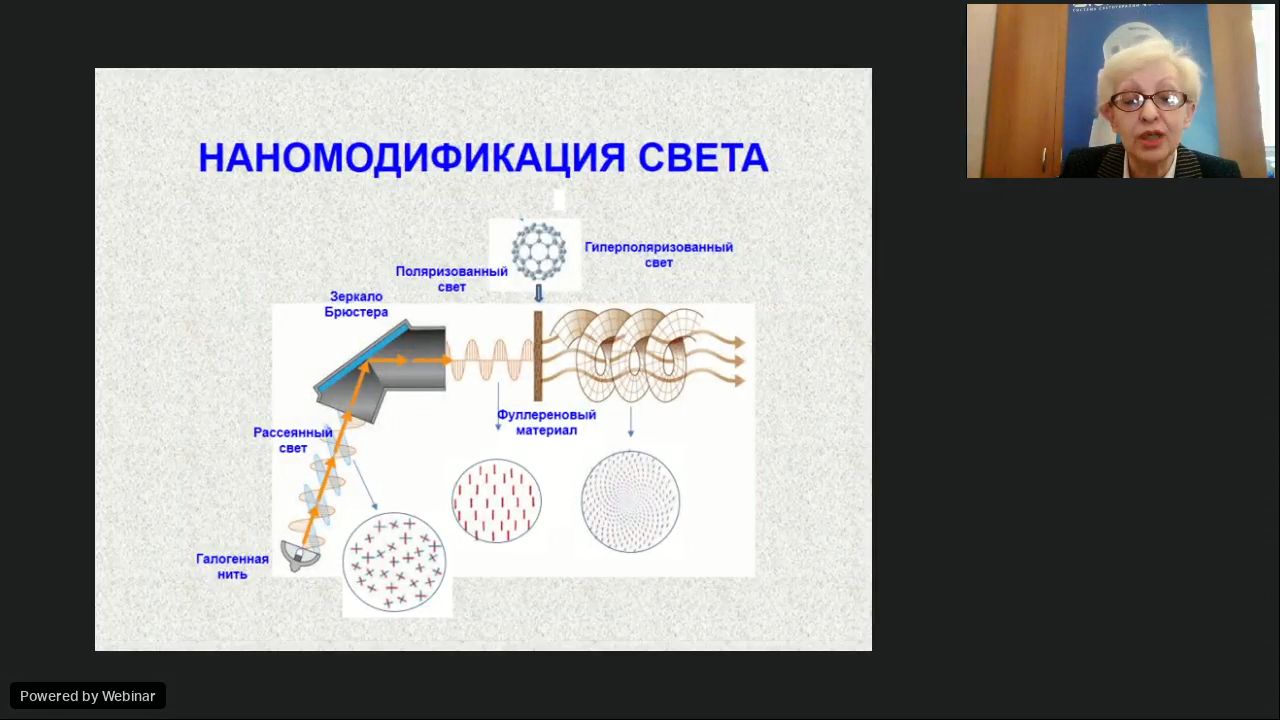 НАНОМОДИФИКАЦИЯ СВЕТА
Гиперполяризованный
свет
Поляризованный
свет
Зеркало
Брюстера
Фуллереновый
материал
Рассеянный
свет
Галогенная
нить
Powered by Webinar